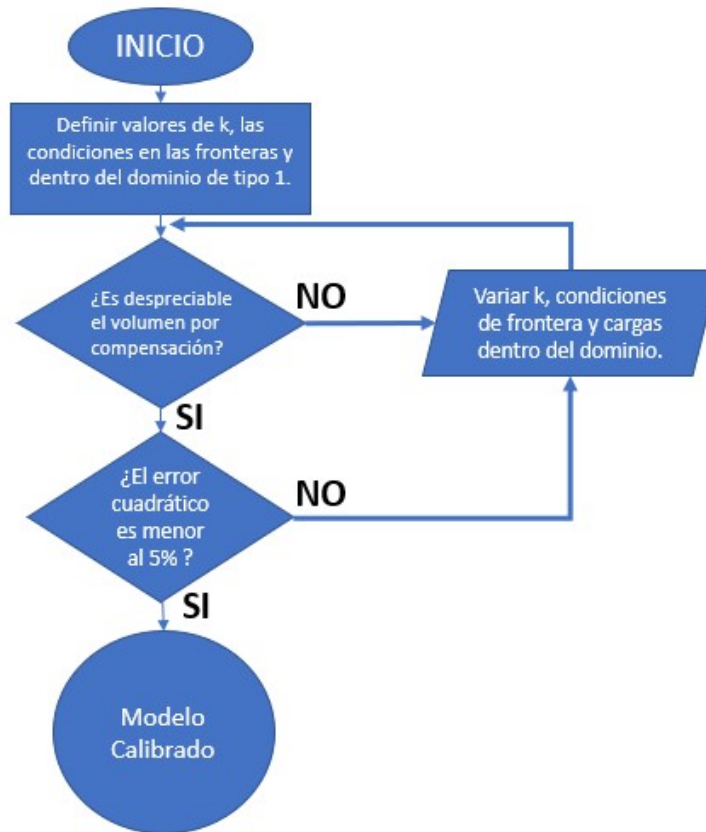 INICIO
Definir valores de k, las
condiciones en las fronteras y
dentro del dominio de tipo 1.
¿Es despreciable
el volumen por
compensación?
NO
Variar k, condiciones
de frontera y cargas
dentro del dominio.
SI
¿El error
cuadrático
es menor
al 5% ?
NO
SI
Modelo
Calibrado